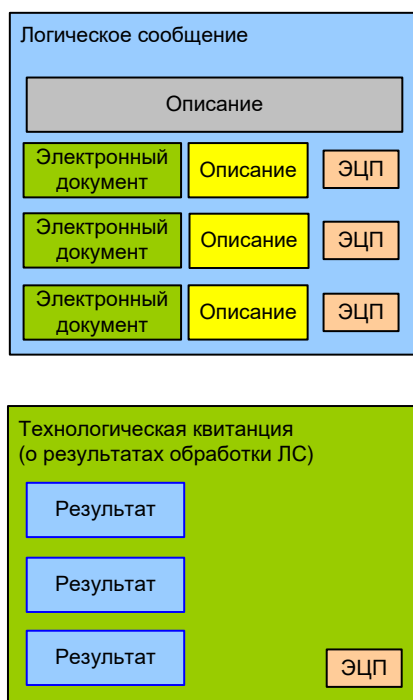 Логическое сообщение
Описание
Электронный
документ
Описание
ЭЦП
Электронный
документ
Описание
ЭЦП
Электронный
документ
Описание
ЭЦП
Технологическая квитанция
(о результатах обработки ЛС)
Результат
Результат
Результат
ЭЦП